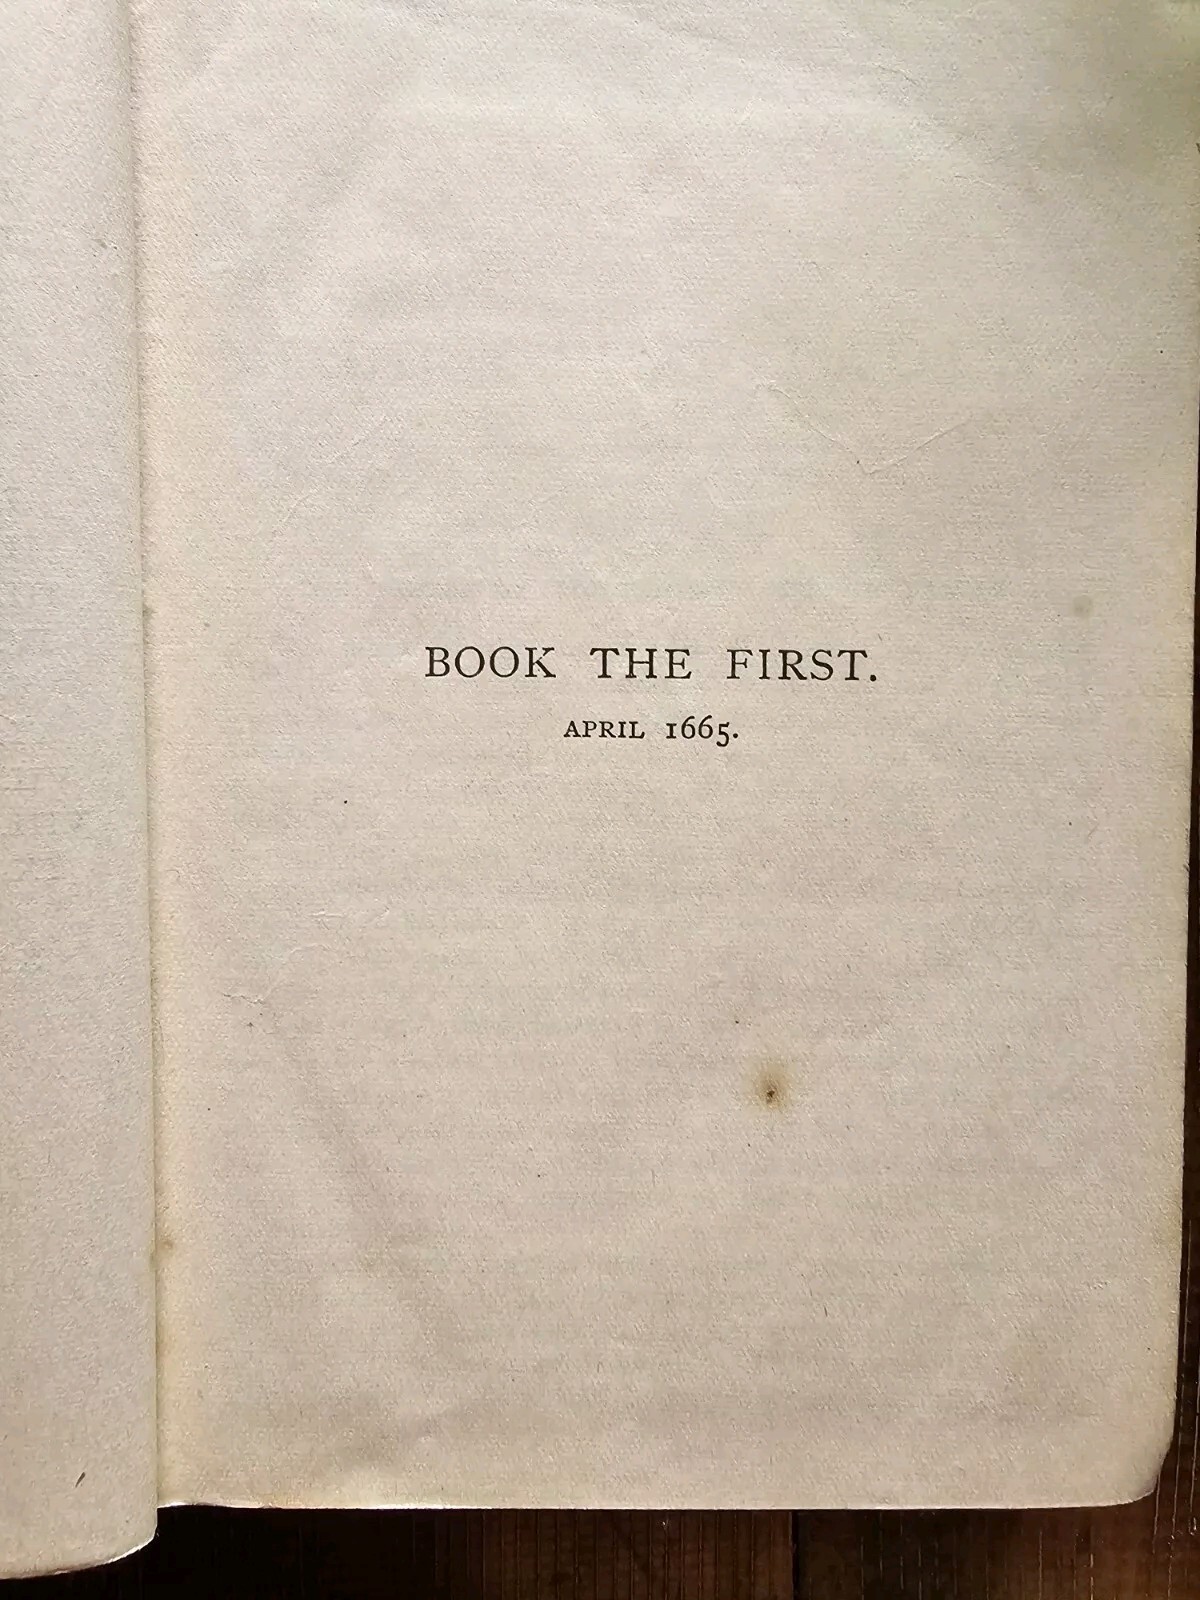 BOOK THE FIRST.
APRIL 1665.